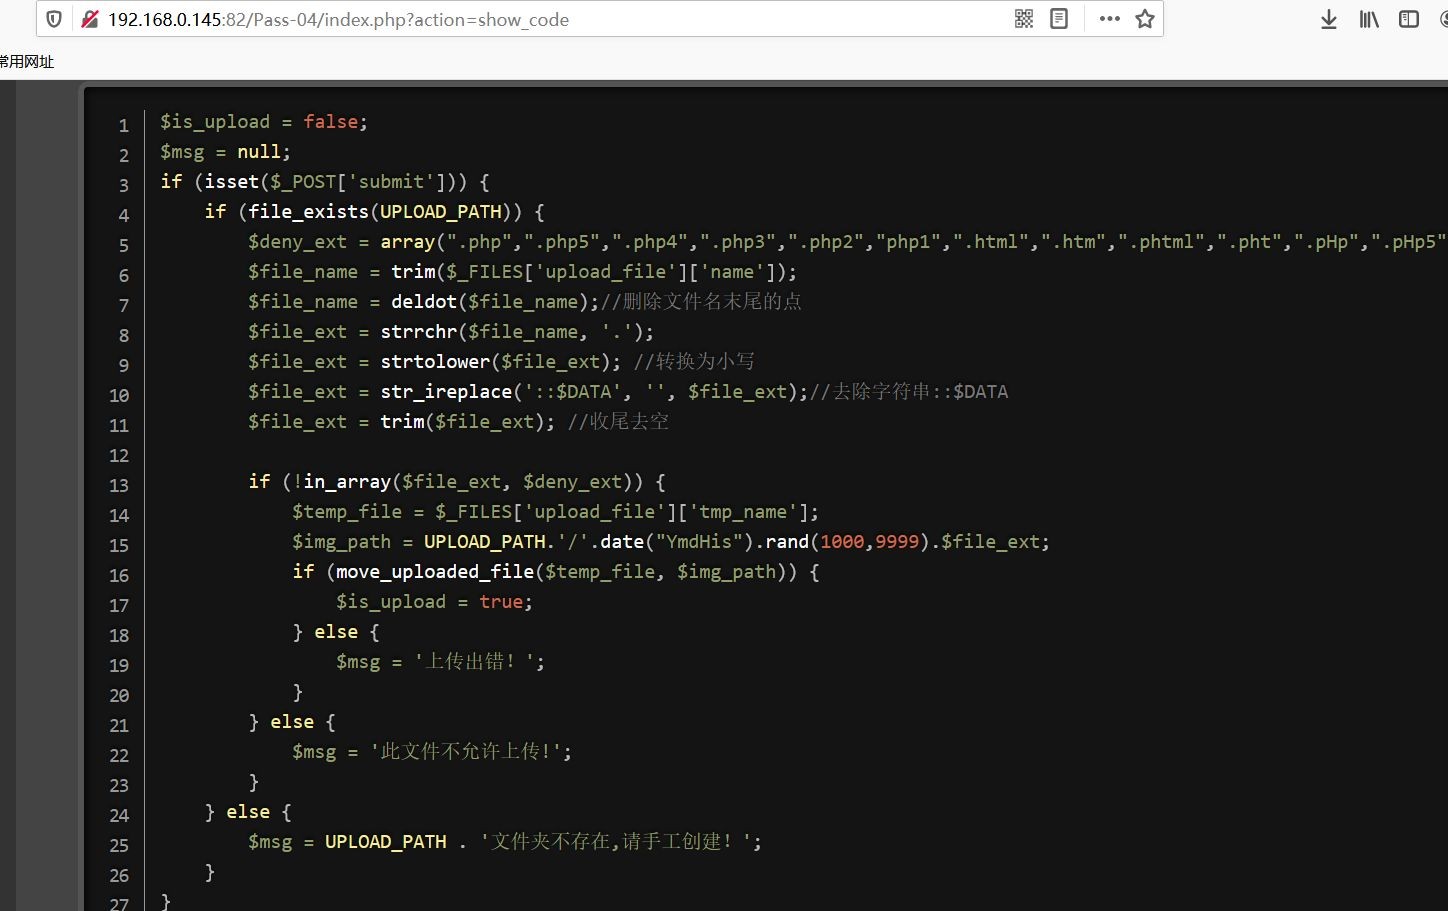 192.168.0.145:82/Pass-04/index.php?action=show_code
常用网址
1 $is_upload = false;
2 $msg = null;
3 if (isset($_POST['submit'])) {
4 if (file_exists(UPLOAD_PATH)) {
5 $deny_ext = array(".php",".php5",".php4",".php3",".php2","php1",".html",".htm",".phtml",".pht",".pHp",".pHp5"
6 $file_name = trim($_FILES['upload_file']['name']);
7 $file_name = deldot($file_name);//删除文件名末尾的点
8 $file_ext = strrchr($file_name, '.');
9 $file_ext = strtolower($file_ext); //转换为小写
10 $file_ext = str_ireplace('::$DATA', '', $file_ext);//去除字符串::$DATA
11 $file_ext = trim($file_ext); //收尾去空
12
13 if (!in_array($file_ext, $deny_ext)) {
14 $temp_file = $_FILES['upload_file']['tmp_name'];
15 $img_path = UPLOAD_PATH.'/'.date("YmdHis").rand(1000,9999).$file_ext;
16 if (move_uploaded_file($temp_file, $img_path)) {
17 $is_upload = true;
18 } else {
19 $msg = '上传出错！';
20 }
21 } else {
22 $msg = '此文件不允许上传!';
23 }
24 } else {
25 $msg = UPLOAD_PATH . '文件夹不存在,请手工创建！';
26 }
27 }